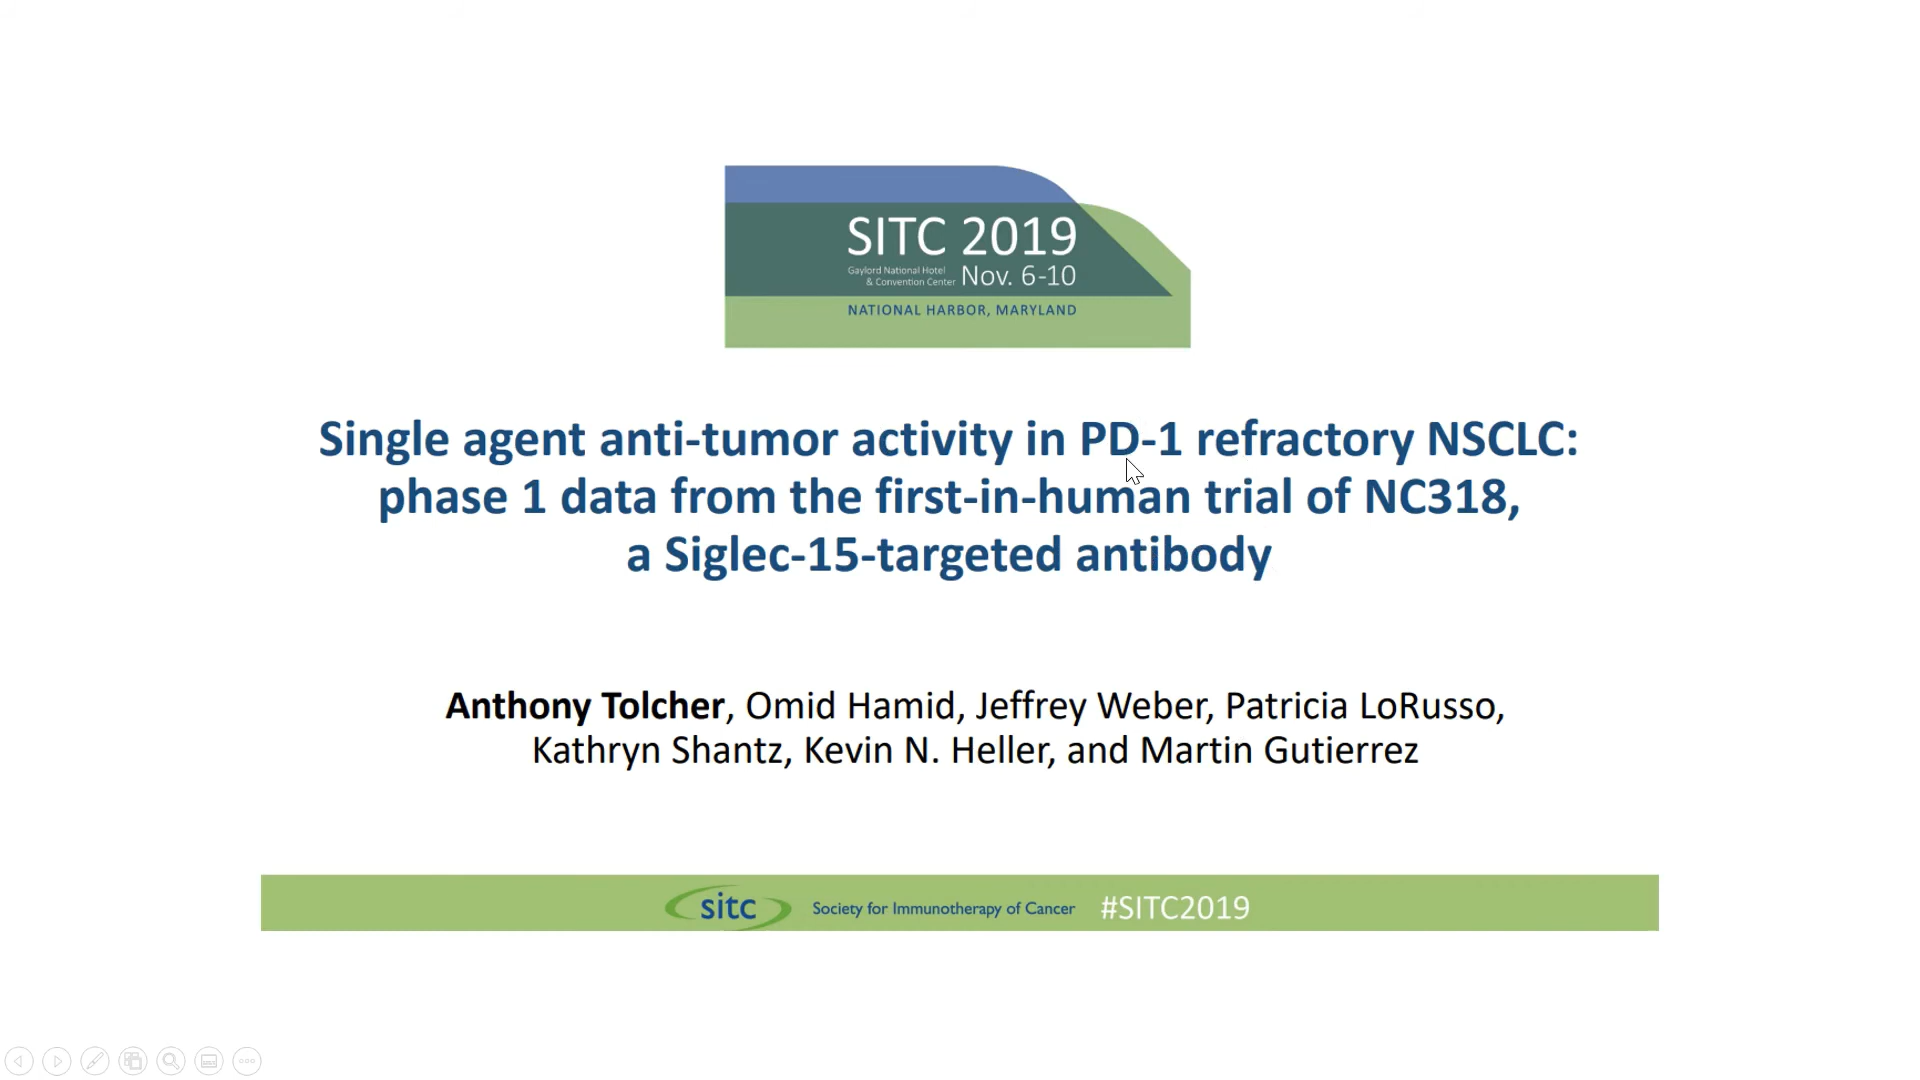 SITC 2019
Gaylord National Hotel
& Convention Center Nov. 6-10
NATIONAL HARBOR, MARYLAND
Single agent anti-tumor activity in PD-1 refractory NSCLC:
phase 1 data from the first-in-human trial of NC318,
a Siglec-15-targeted antibody
Anthony Tolcher, Omid Hamid, Jeffrey Weber, Patricia LoRusso,
Kathryn Shantz, Kevin N. Heller, and Martin Gutierrez
sitc Society for Immunotherapy of Cancer #SITC2019